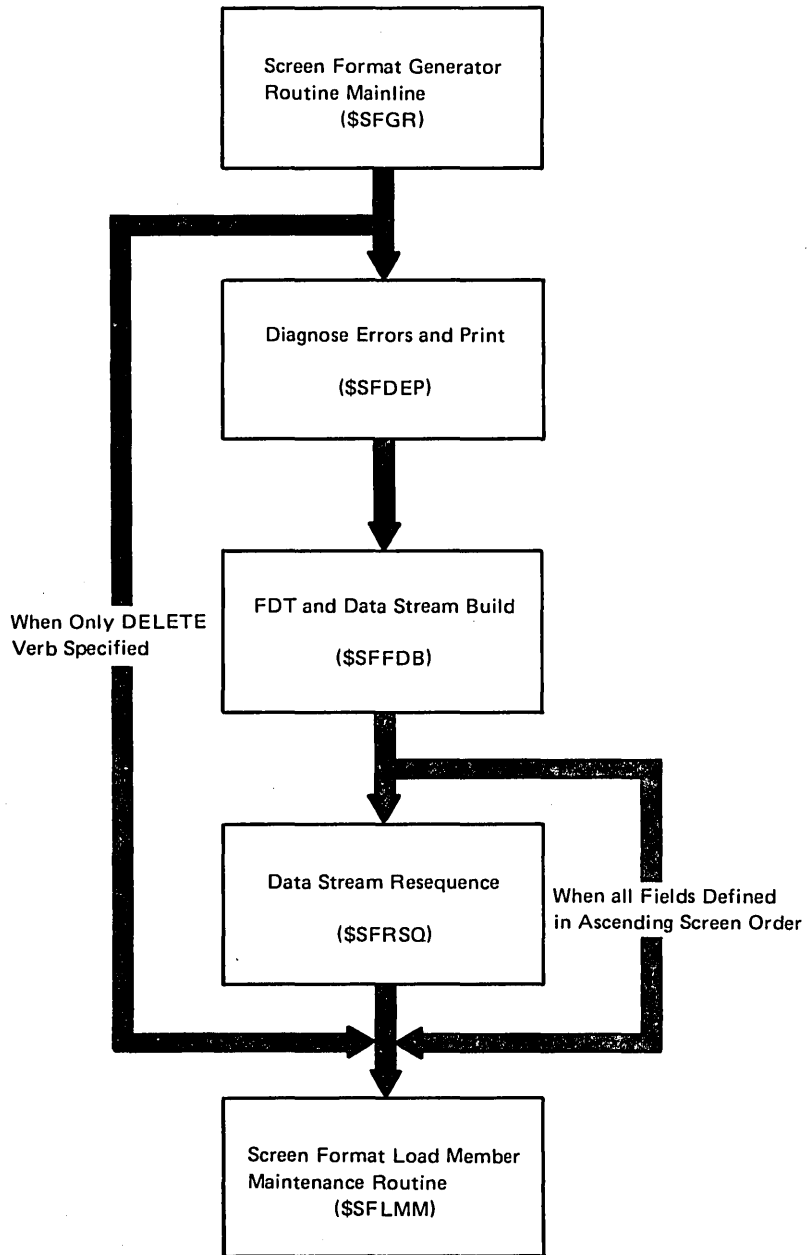 Screen Format Generator
Routine Mainline
($SFGR)
Diagnose Errors and Print
($SFDEP)
FDT and Data Stream Build
($SFFDB)
When Only DELETE
Verb Specified
Data Stream Resequence
($SFRSQ)
When all Fields Defined
in Ascending Screen Order
Screen Format Load Member
Maintenance Routine
($SFLMM)